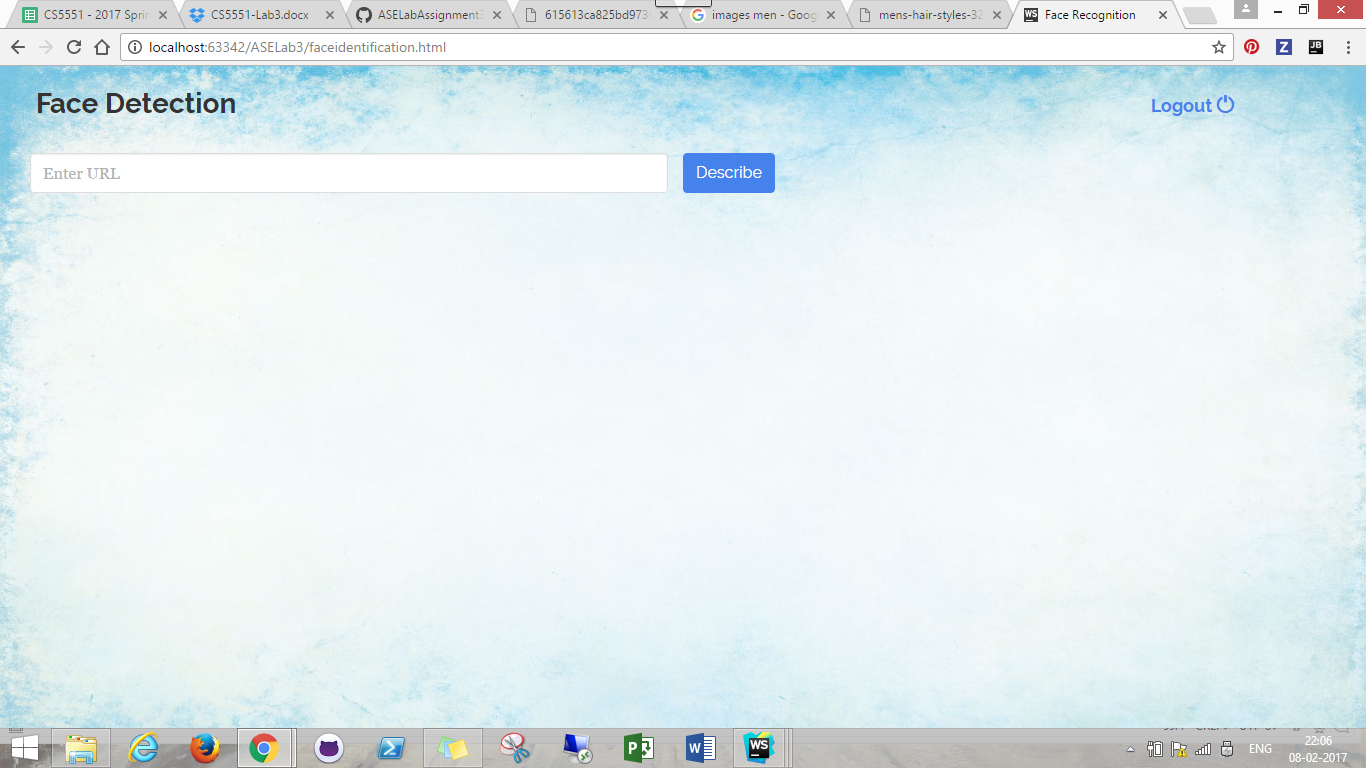 CS5551 - 2017 Sprin
CS5551-Lab3.docx
ASELabAssignment3
615613ca825bd973
images men - Goog
mens-hair-styles-32
Face Recognition
localhost:63342/ASELab3/faceidentification.html
Face Detection
Logout
Enter URL
Describe
ENG
22:06
08-02-2017